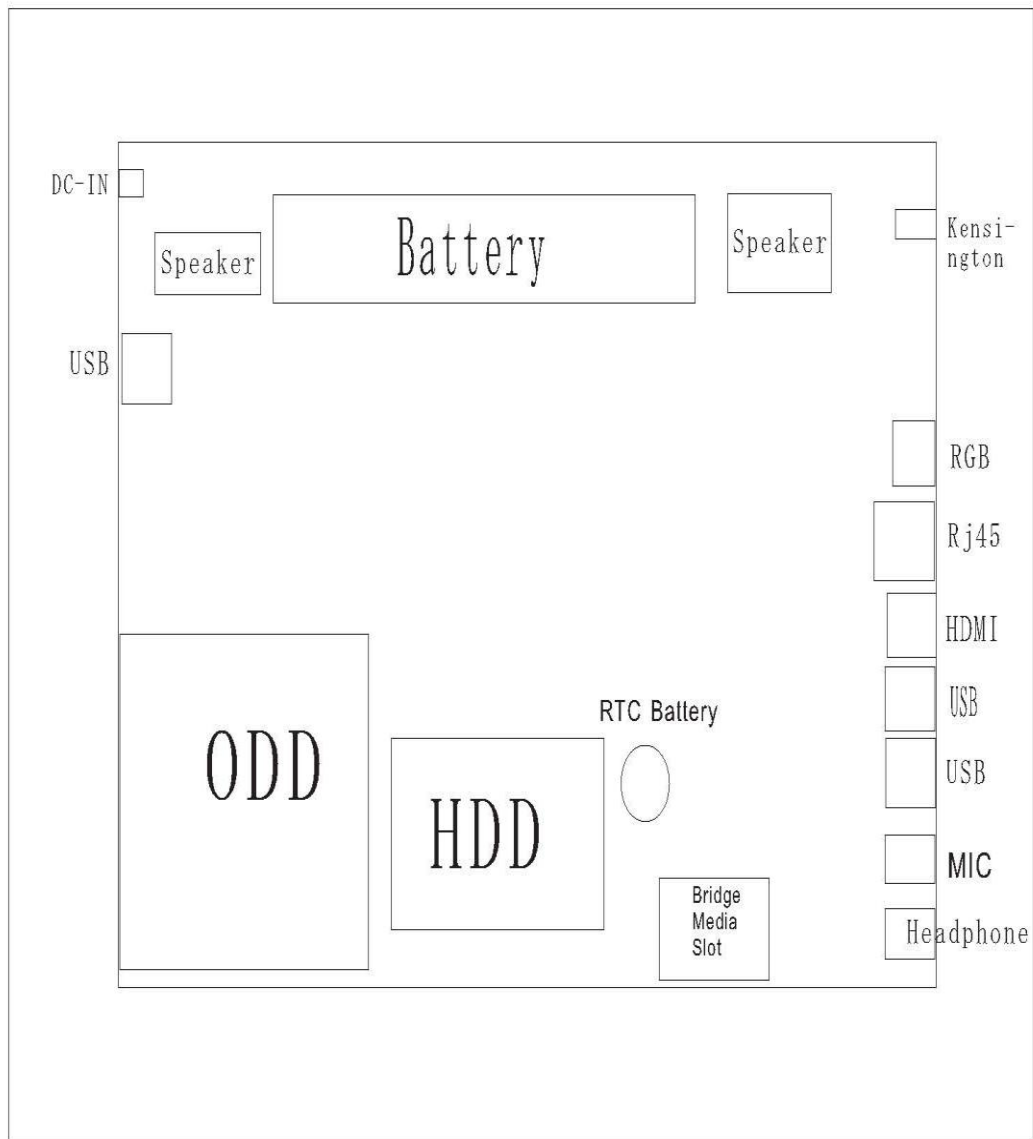 DC-IN
Speaker
Battery
Speaker
Kensi-
ngton
USB
RGB
Rj45
HDMI
USB
RTC Battery
ODD
HDD
USB
MIC
Bridge
Media
Slot
Headphone